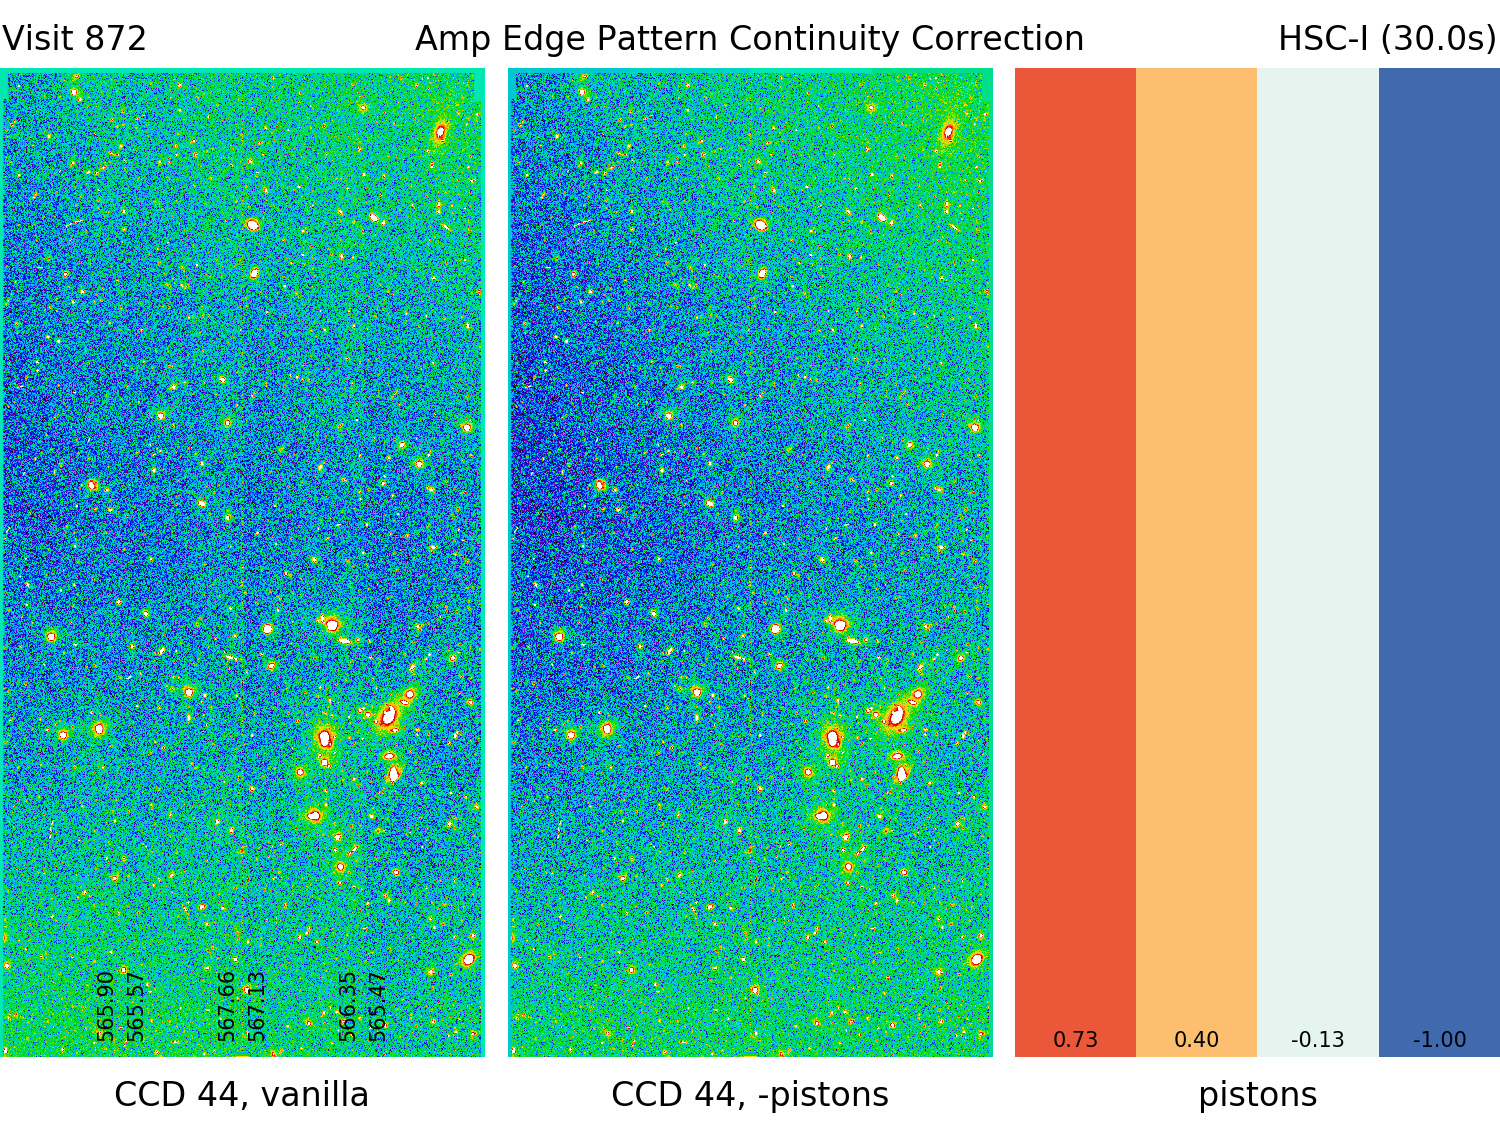 Visit 872
Amp Edge Pattern Continuity Correction
HSC-I (30.0s)
565.90
565.57
567.66
567.13
566.35
565.47
0.73
0.40
-0.13
-1.00
CCD 44, vanilla
CCD 44, -pistons
pistons